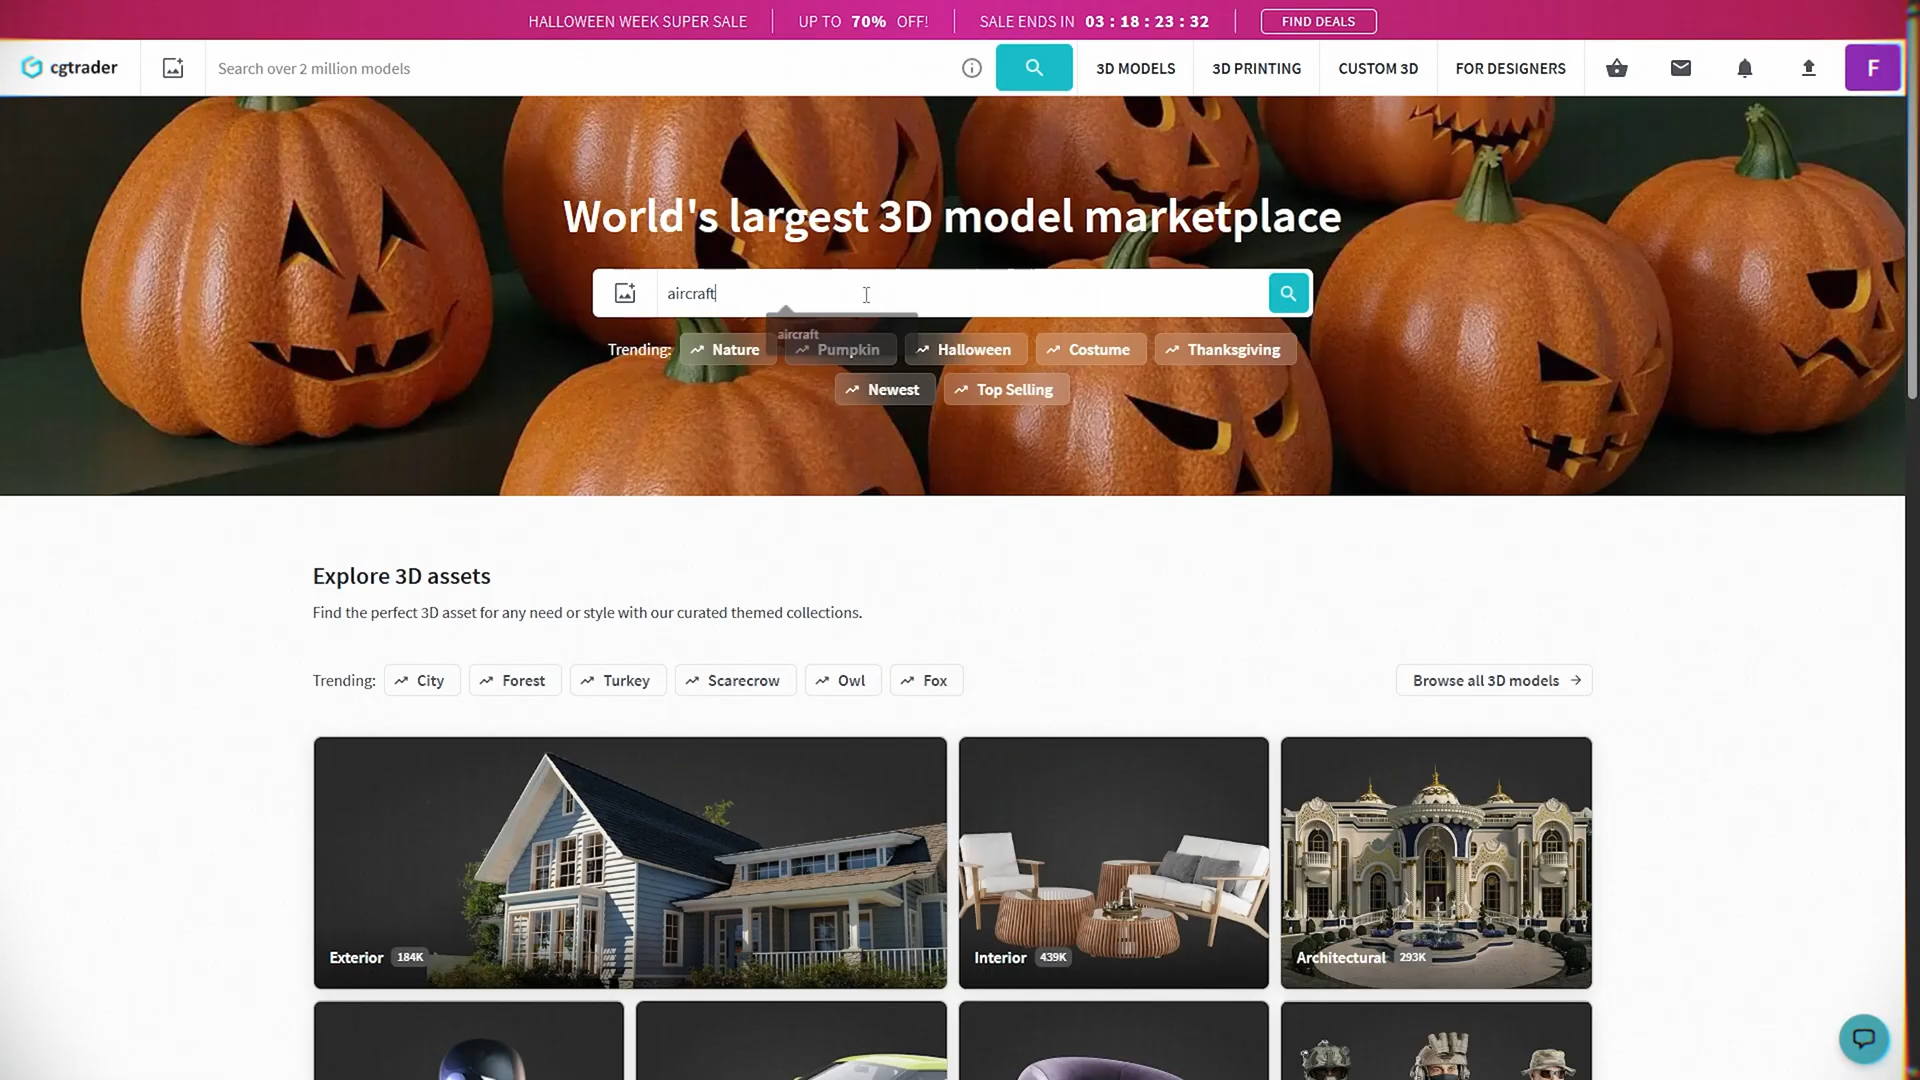 HALLOWEEN WEEK SUPER SALE UP TO 70% OFF! SALE ENDS IN 03 : 18 : 23 : 32 FIND DEALS
cgtrader Search over 2 million models 3D MODELS 3D PRINTING CUSTOM 3D FOR DESIGNERS F
World's largest 3D model marketplace
aircraft
aircraft
Trending: Nature Pumpkin Halloween Costume Thanksgiving
Newest Top Selling
Explore 3D assets
Find the perfect 3D asset for any need or style with our curated themed collections.
Trending: City Forest Turkey Scarecrow Owl Fox Browse all 3D models
Exterior 184K Interior 439K Architectural 293K